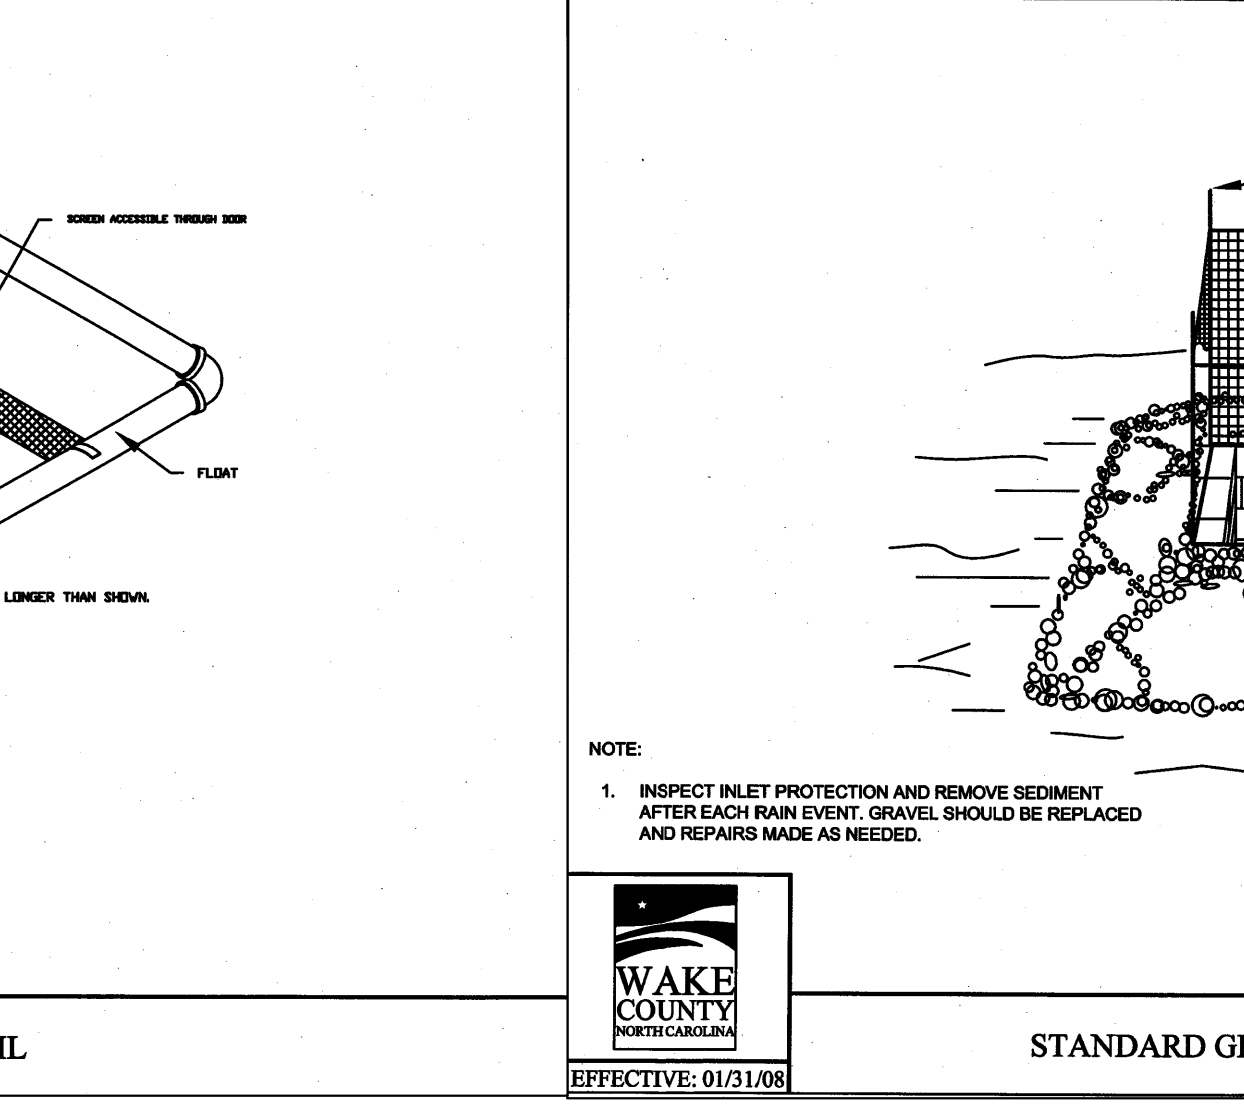 SCREEN ACCESSIBLE THROUGH DOOR
FLOAT
LONGER THAN SHOWN.
IL
NOTE:
1. INSPECT INLET PROTECTION AND REMOVE SEDIMENT
AFTER EACH RAIN EVENT. GRAVEL SHOULD BE REPLACED
AND REPAIRS MADE AS NEEDED.
WAKE
COUNTY
NORTH CAROLINA
EFFECTIVE: 01/31/08
STANDARD